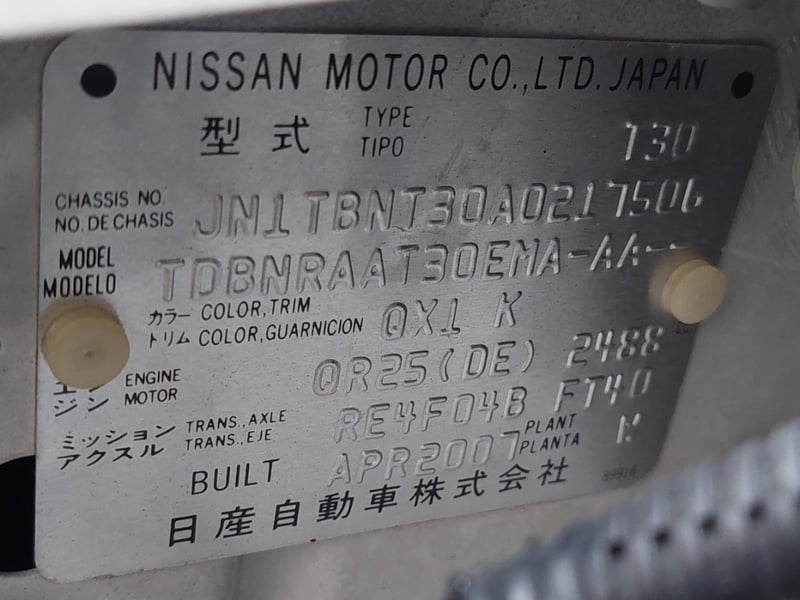 NISSAN MOTOR CO.,LTD. JAPAN
型式 TYPE TIPO T30
CHASSIS NO. NO. DE CHASIS JN1TBNT30A0217506
MODEL MODELO TDBNRAAT30EMA-AA--
カラー COLOR, TRIM
トリム COLOR, GUARNICION QX1 K
エンジン ENGINE MOTOR QR25(DE) 2488
ミッション TRANS., AXLE
アクスル TRANS., EJE RE4F04B FT40
BUILT APR2007 PLANT PLANTA
日産自動車株式会社